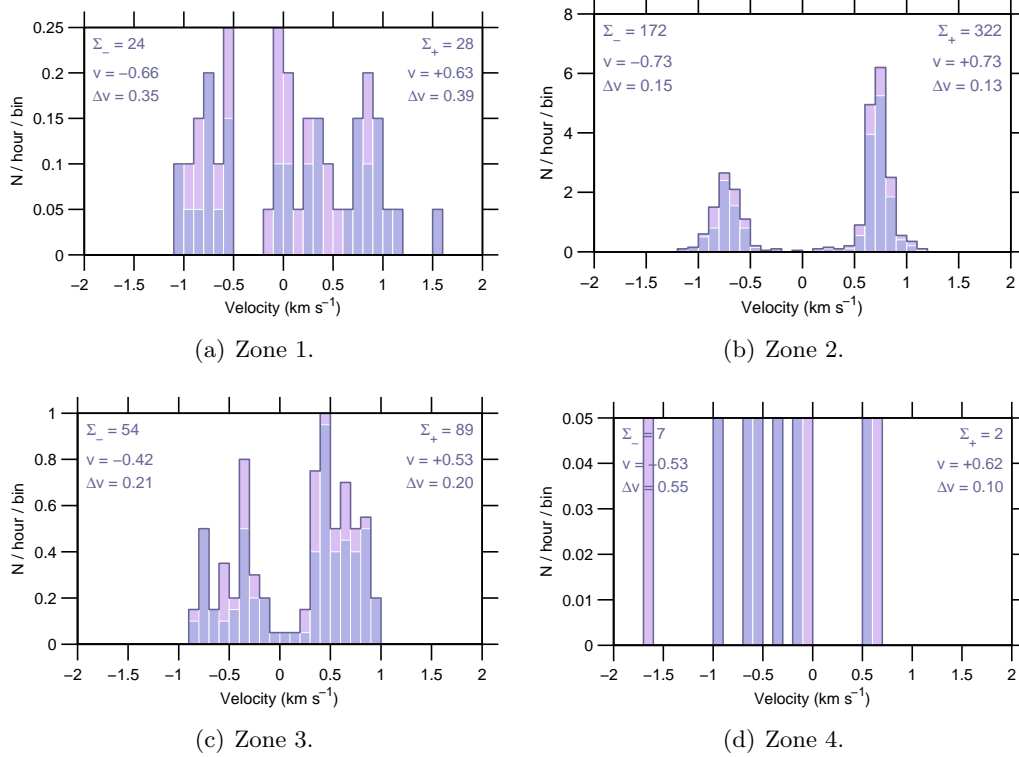 0.25
0.2
0.15
0.1
0.05
0
N / hour / bin
Σ₋ = 24
v = −0.66
Δv = 0.35
Σ₊ = 28
v = +0.63
Δv = 0.39
−2 −1.5 −1 −0.5 0 0.5 1 1.5 2
Velocity (km s⁻¹)
(a) Zone 1.
8
6
4
2
0
N / hour / bin
Σ₋ = 172
v = −0.73
Δv = 0.15
Σ₊ = 322
v = +0.73
Δv = 0.13
−2 −1.5 −1 −0.5 0 0.5 1 1.5 2
Velocity (km s⁻¹)
(b) Zone 2.
1
0.8
0.6
0.4
0.2
0
N / hour / bin
Σ₋ = 54
v = −0.42
Δv = 0.21
Σ₊ = 89
v = +0.53
Δv = 0.20
−2 −1.5 −1 −0.5 0 0.5 1 1.5 2
Velocity (km s⁻¹)
(c) Zone 3.
0.05
0.04
0.03
0.02
0.01
0
N / hour / bin
Σ₋ = 7
v = −0.53
Δv = 0.55
Σ₊ = 2
v = +0.62
Δv = 0.10
−2 −1.5 −1 −0.5 0 0.5 1 1.5 2
Velocity (km s⁻¹)
(d) Zone 4.